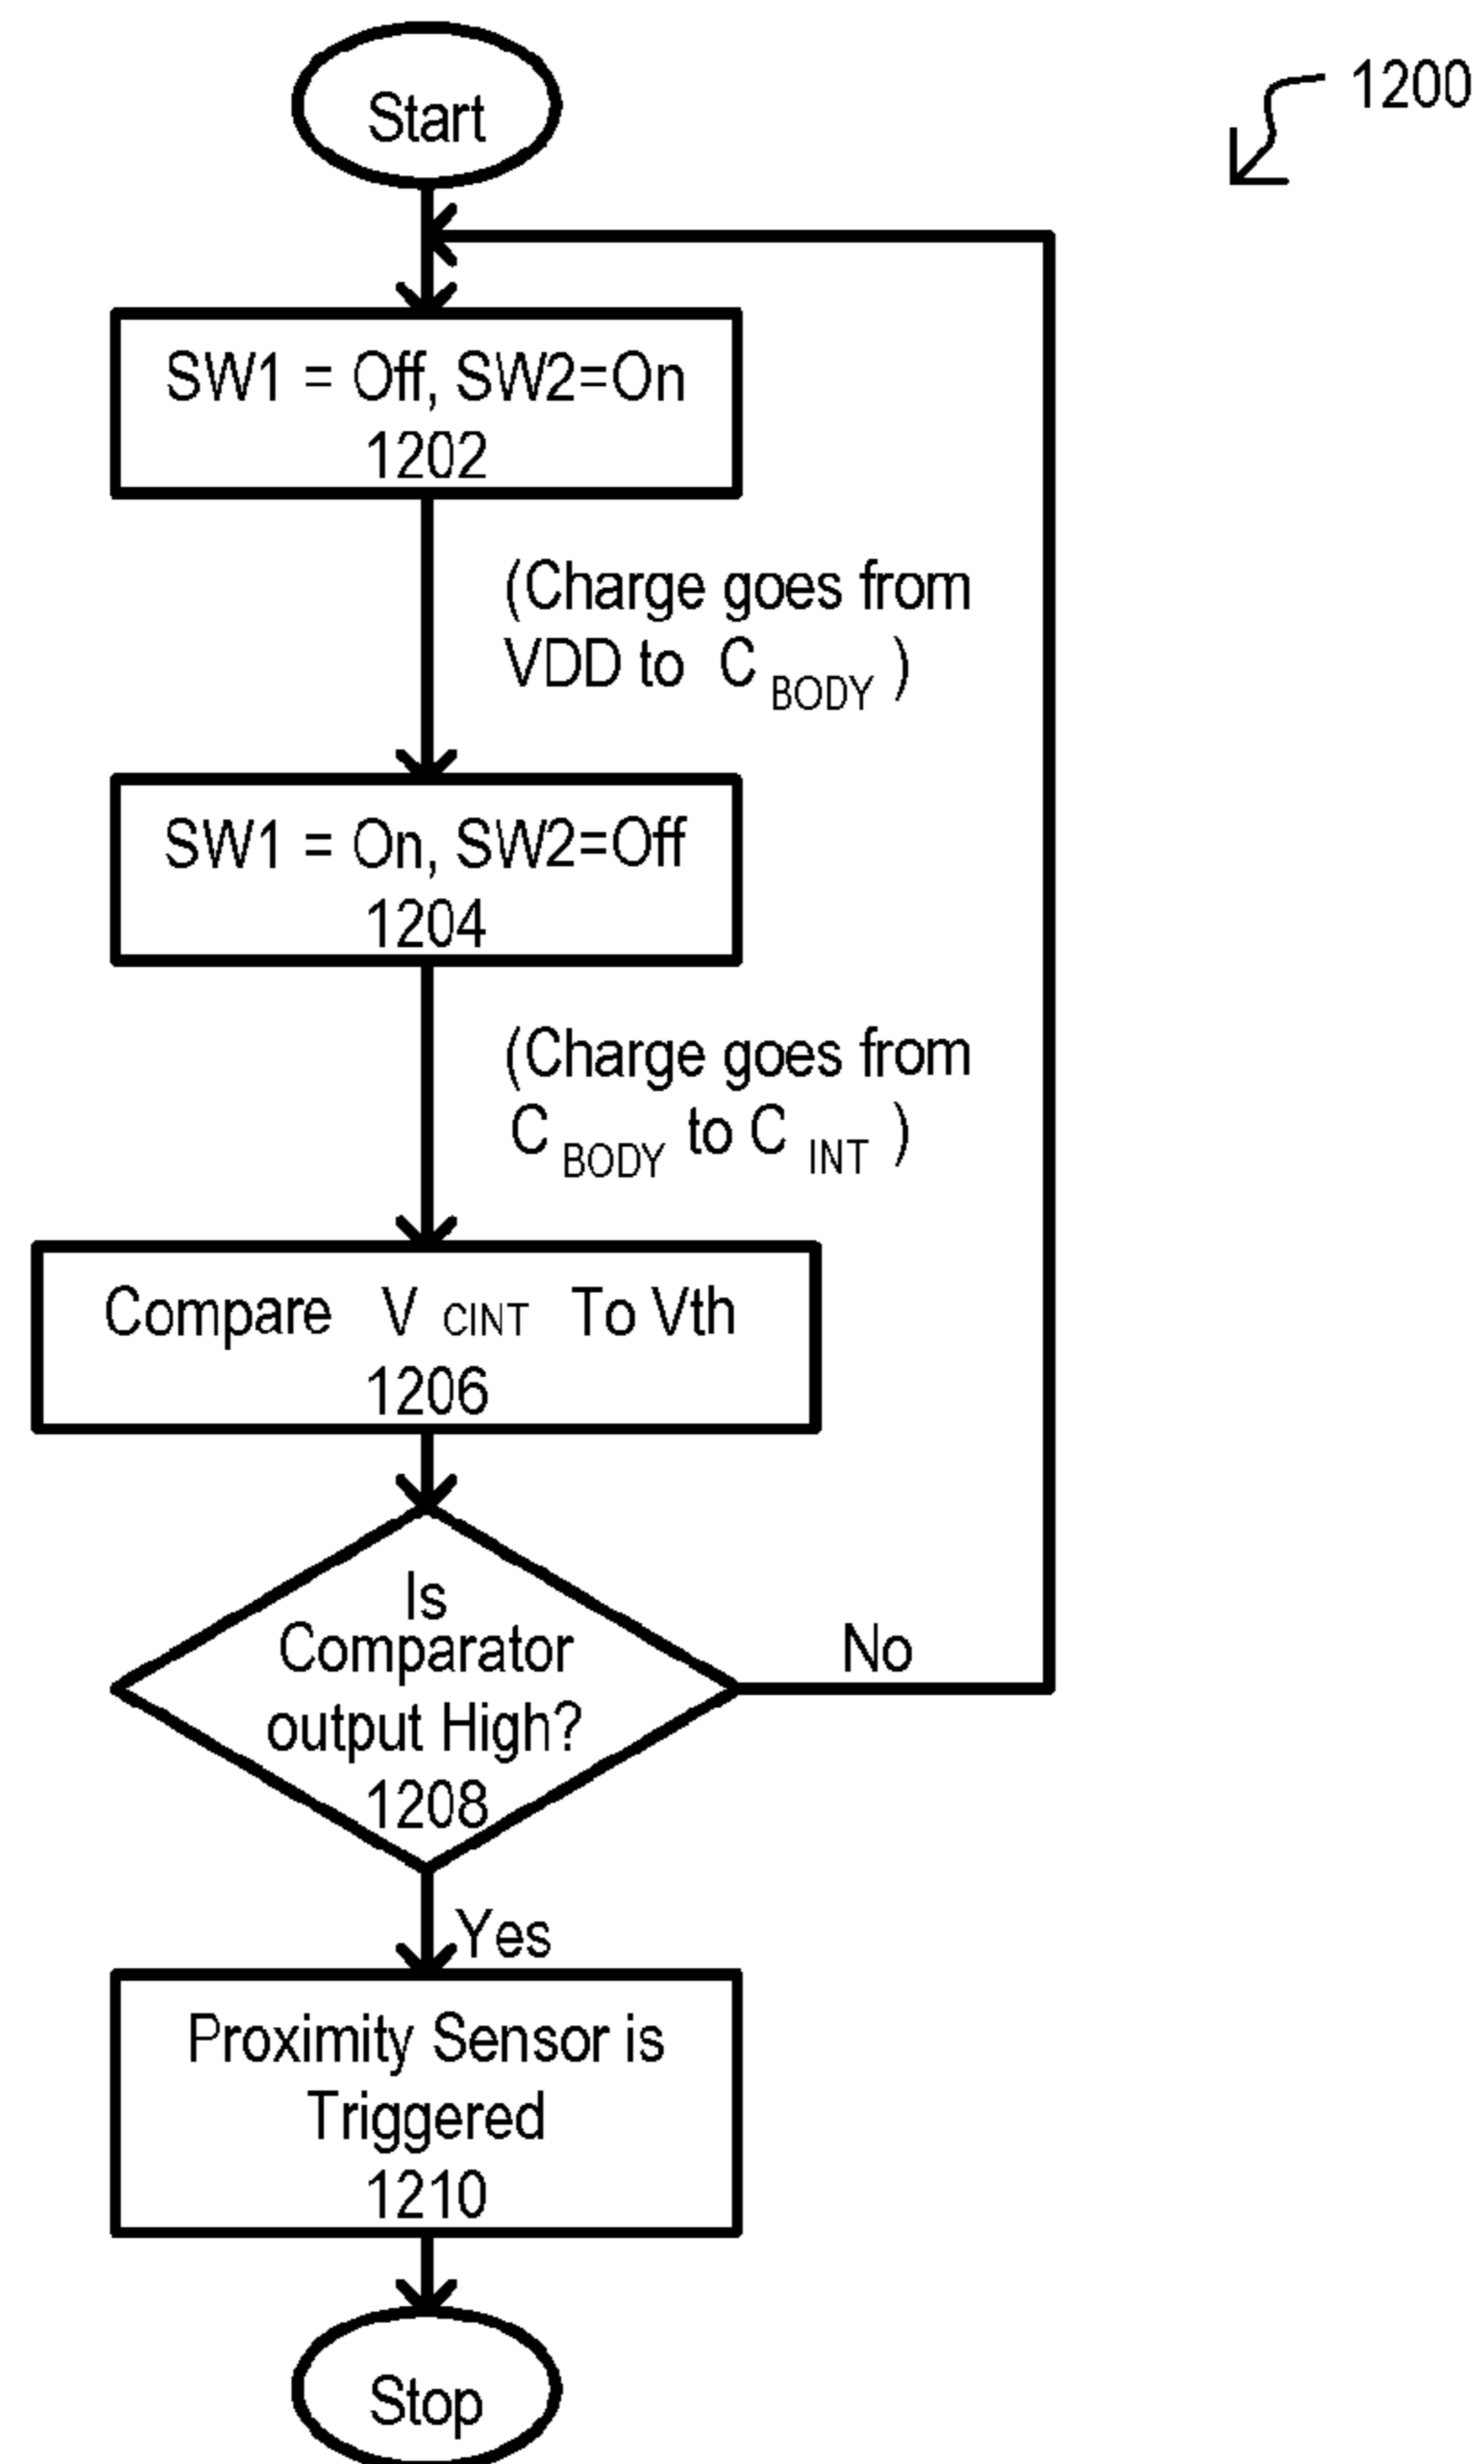 Start
1200
SW1 = Off, SW2=On
1202
(Charge goes from
VDD to C BODY )
SW1 = On, SW2=Off
1204
(Charge goes from
C BODY to C INT )
Compare V CINT To Vth
1206
Is
Comparator
output High?
1208
No
Yes
Proximity Sensor is
Triggered
1210
Stop